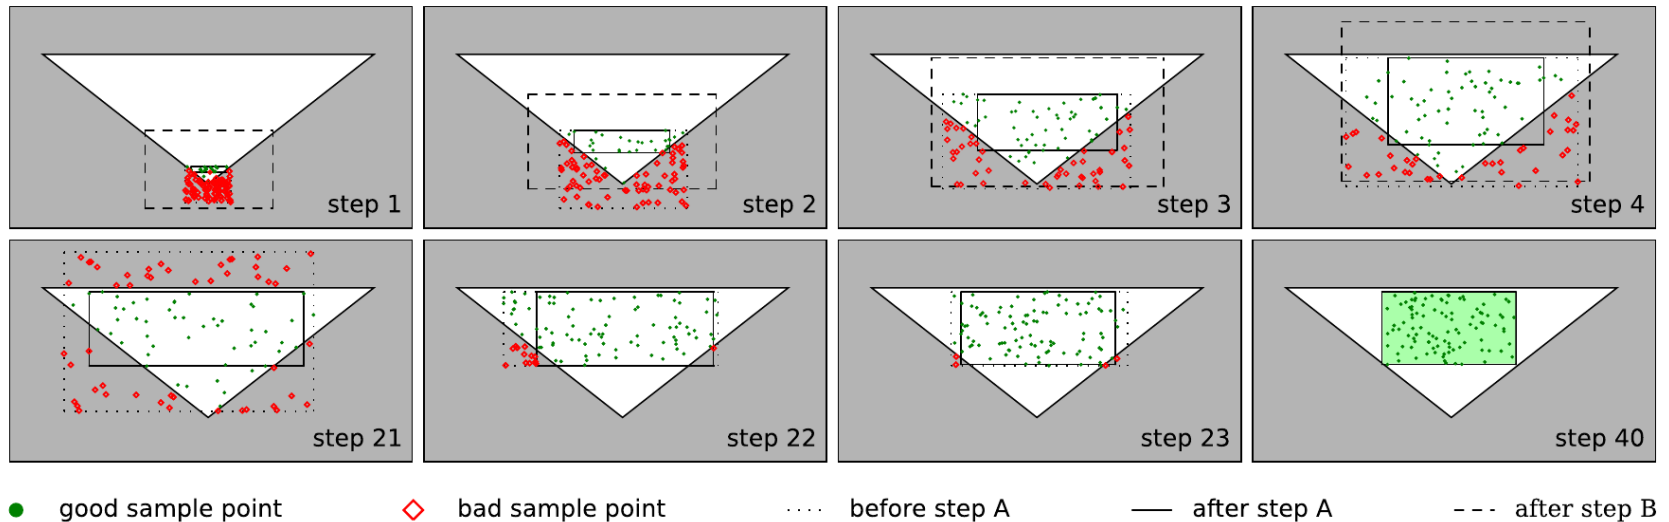 step 1
step 2
step 3
step 4
step 21
step 22
step 23
step 40
good sample point
bad sample point
before step A
after step A
after step B